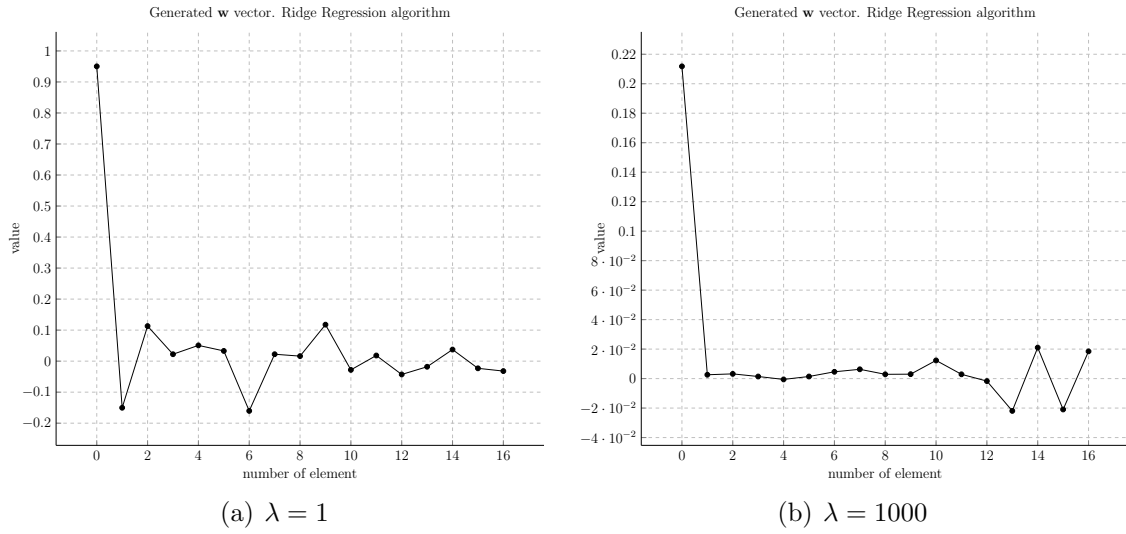 Generated w vector. Ridge Regression algorithm
1
0.9
0.8
0.7
0.6
0.5
0.4
0.3
0.2
0.1
0
−0.1
−0.2
value
0 2 4 6 8 10 12 14 16
number of element
(a) λ = 1
Generated w vector. Ridge Regression algorithm
0.22
0.2
0.18
0.16
0.14
0.12
0.1
8 · 10⁻²
6 · 10⁻²
4 · 10⁻²
2 · 10⁻²
0
−2 · 10⁻²
−4 · 10⁻²
value
0 2 4 6 8 10 12 14 16
number of element
(b) λ = 1000